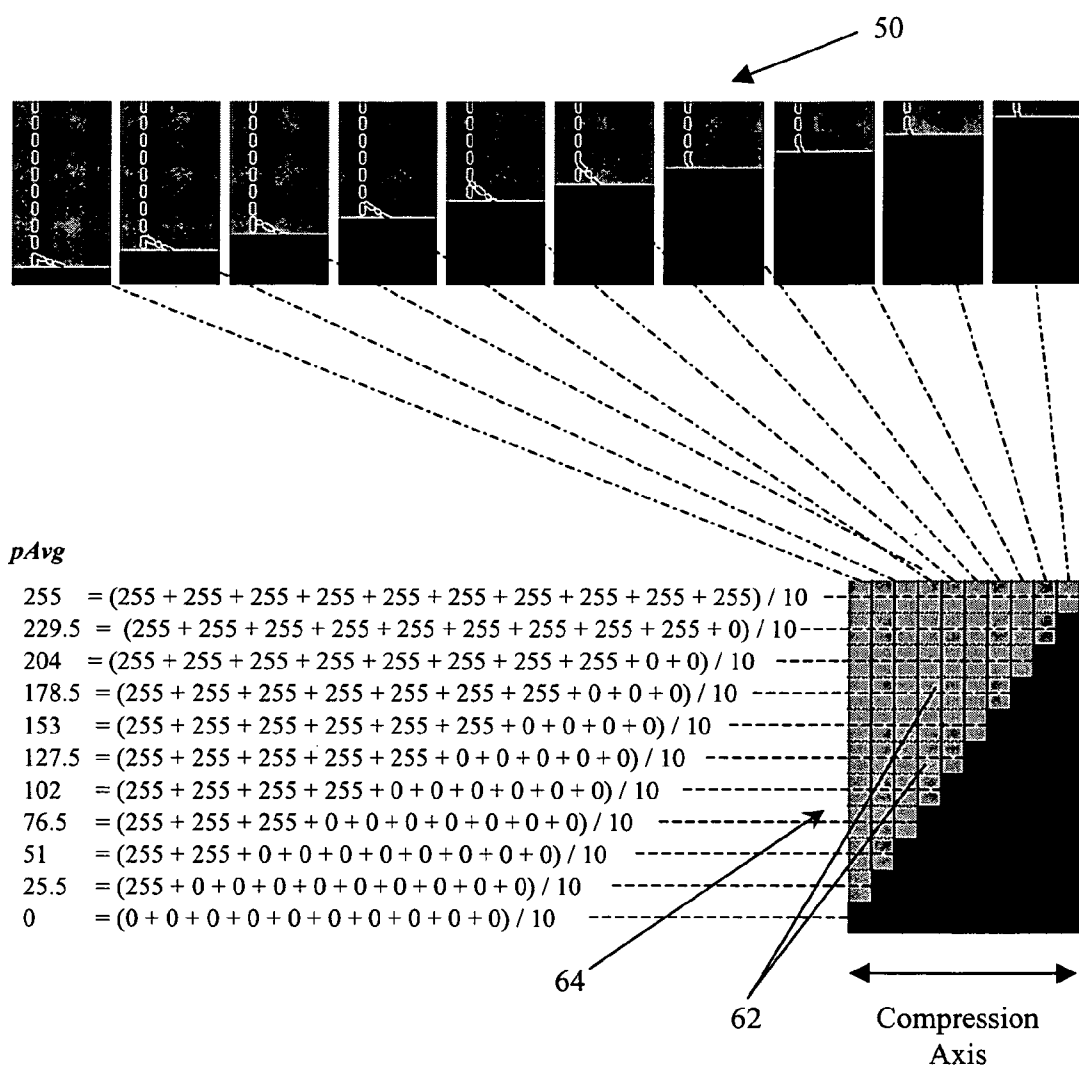 50
pAvg
255 = (255 + 255 + 255 + 255 + 255 + 255 + 255 + 255 + 255 + 255) / 10
229.5 = (255 + 255 + 255 + 255 + 255 + 255 + 255 + 255 + 255 + 0) / 10
204 = (255 + 255 + 255 + 255 + 255 + 255 + 255 + 255 + 0 + 0) / 10
178.5 = (255 + 255 + 255 + 255 + 255 + 255 + 255 + 0 + 0 + 0) / 10
153 = (255 + 255 + 255 + 255 + 255 + 255 + 0 + 0 + 0 + 0) / 10
127.5 = (255 + 255 + 255 + 255 + 255 + 0 + 0 + 0 + 0 + 0) / 10
102 = (255 + 255 + 255 + 255 + 0 + 0 + 0 + 0 + 0 + 0) / 10
76.5 = (255 + 255 + 255 + 0 + 0 + 0 + 0 + 0 + 0 + 0) / 10
51 = (255 + 255 + 0 + 0 + 0 + 0 + 0 + 0 + 0 + 0) / 10
25.5 = (255 + 0 + 0 + 0 + 0 + 0 + 0 + 0 + 0 + 0) / 10
0 = (0 + 0 + 0 + 0 + 0 + 0 + 0 + 0 + 0 + 0) / 10
64
62
Compression
Axis